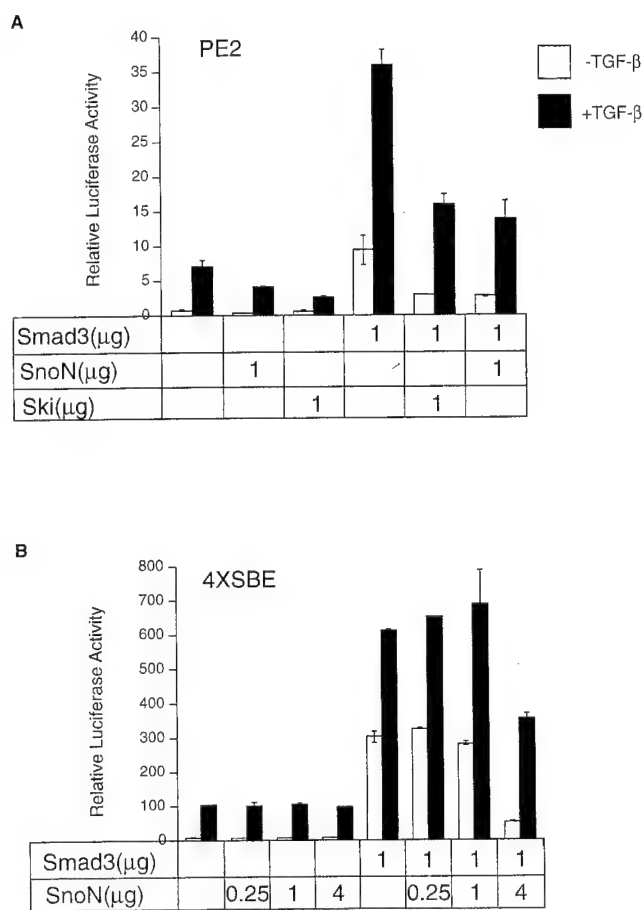 A
PE2
-TGF-β
+TGF-β
Relative Luciferase Activity
40
35
30
25
20
15
10
5
0
Smad3(μg) 1 1 1
SnoN(μg) 1 1
Ski(μg) 1 1
B
4XSBE
Relative Luciferase Activity
800
700
600
500
400
300
200
100
0
Smad3(μg) 1 1 1 1
SnoN(μg) 0.25 1 4 0.25 1 4